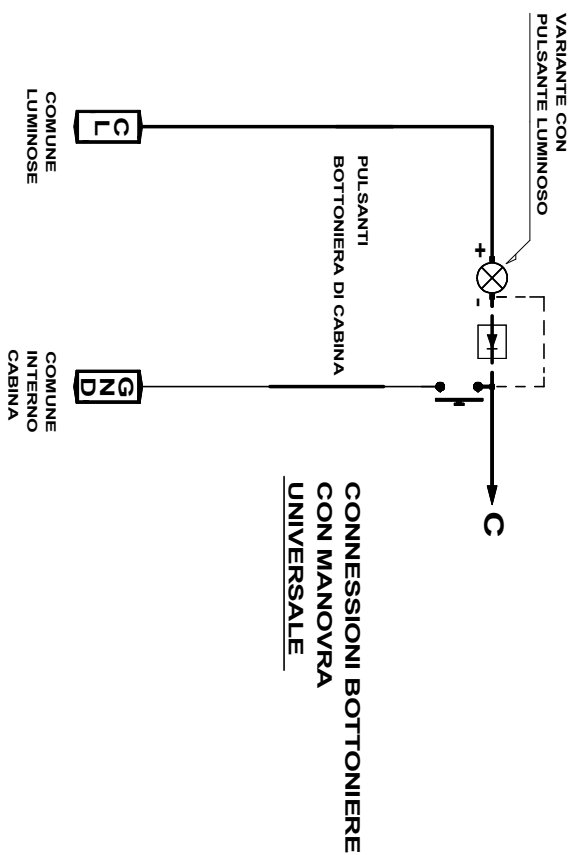 VARIANTE CON
PULSANTE LUMINOSO
+
-
C
PULSANTI
BOTTONIERA DI CABINA
C
L
COMUNE
LUMINOSE
G
N
D
COMUNE
INTERNO
CABINA
CONNESSIONI BOTTONIERE
CON MANOVRA
UNIVERSALE